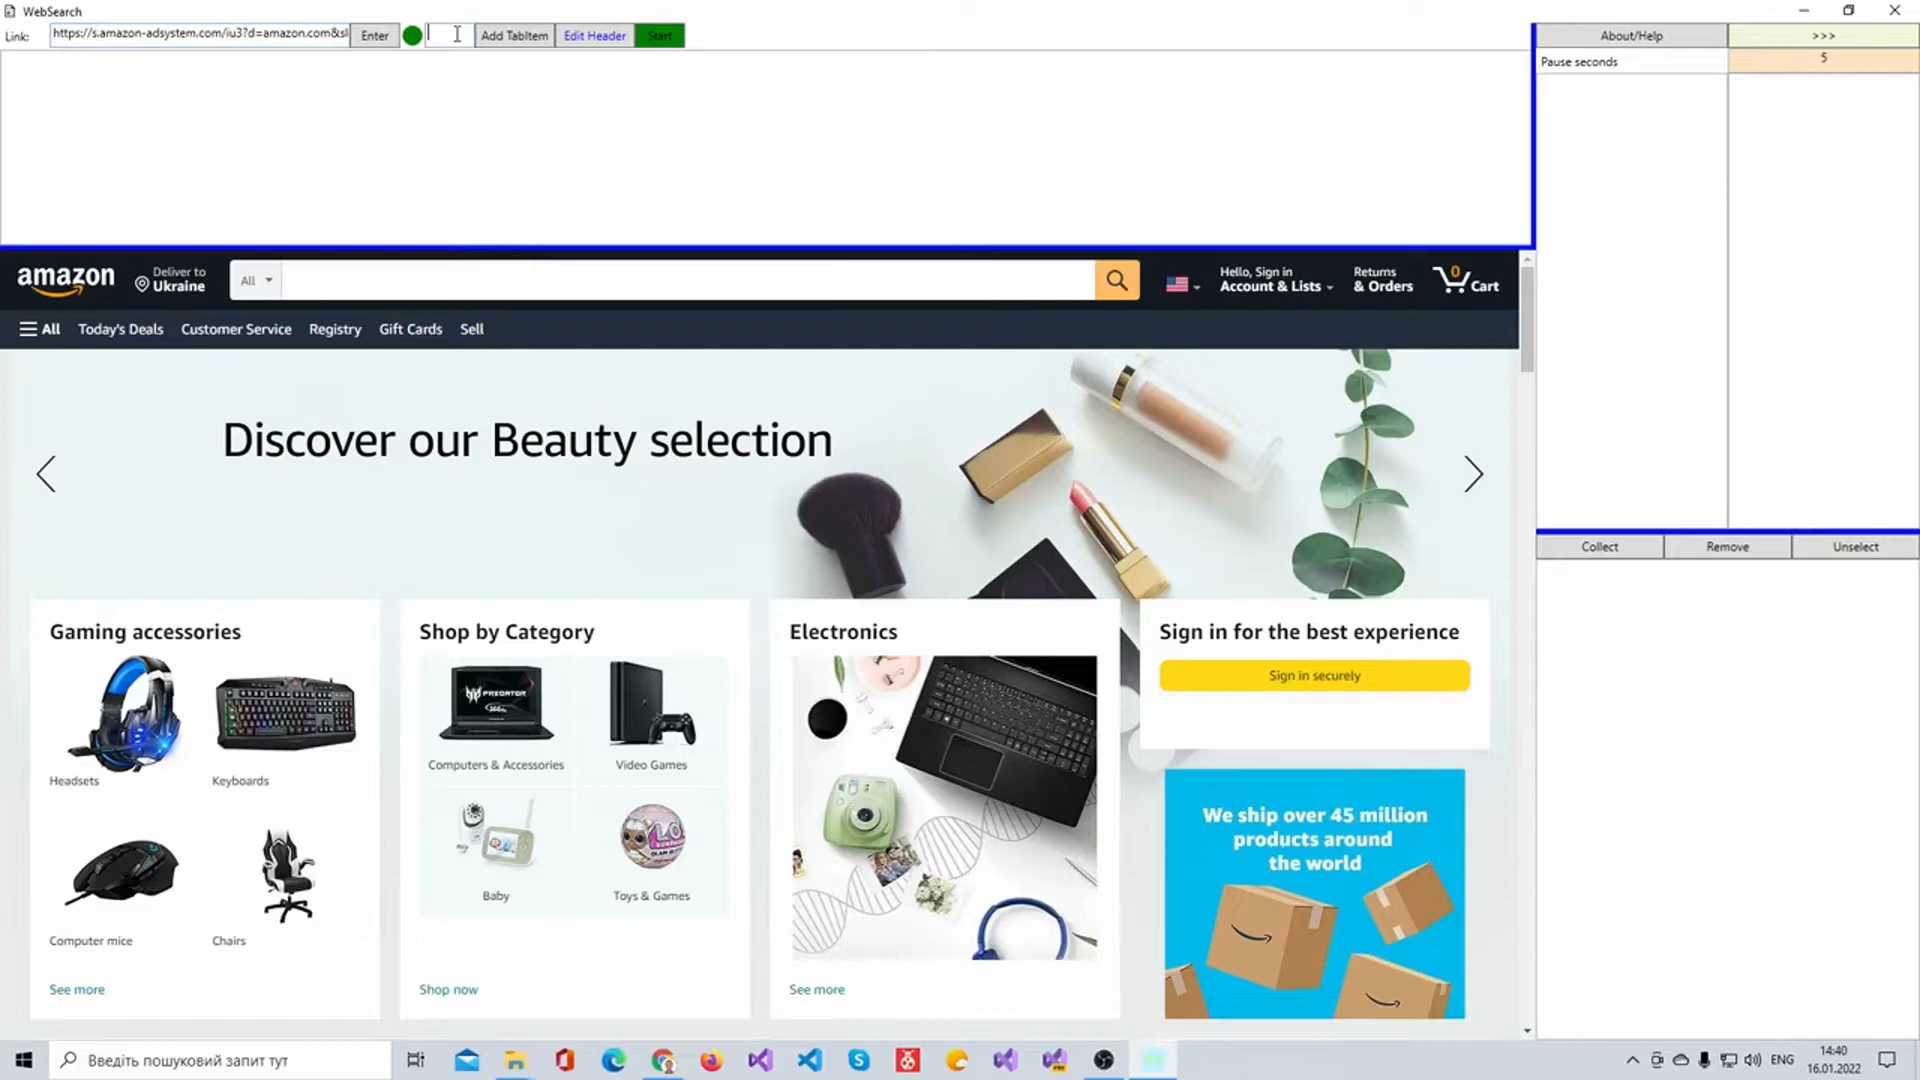 WebSearch
Link: https://s.amazon-adsystem.com/iu3?d=amazon.com&sl Enter Add TabItem Edit Header Start
About/Help >>>
Pause seconds 5
amazon
Deliver to
Ukraine
All
Hello, Sign in
Account & Lists
Returns
& Orders
0
Cart
All Today's Deals Customer Service Registry Gift Cards Sell
Discover our Beauty selection
Collect Remove Unselect
Gaming accessories
Headsets Keyboards
Computer mice Chairs
See more
Shop by Category
PREDATOR
Computers & Accessories Video Games
Baby Toys & Games
Shop now
Electronics
See more
Sign in for the best experience
Sign in securely
We ship over 45 million
products around
the world
Введіть пошуковий запит тут
ENG
14:40
16.01.2022